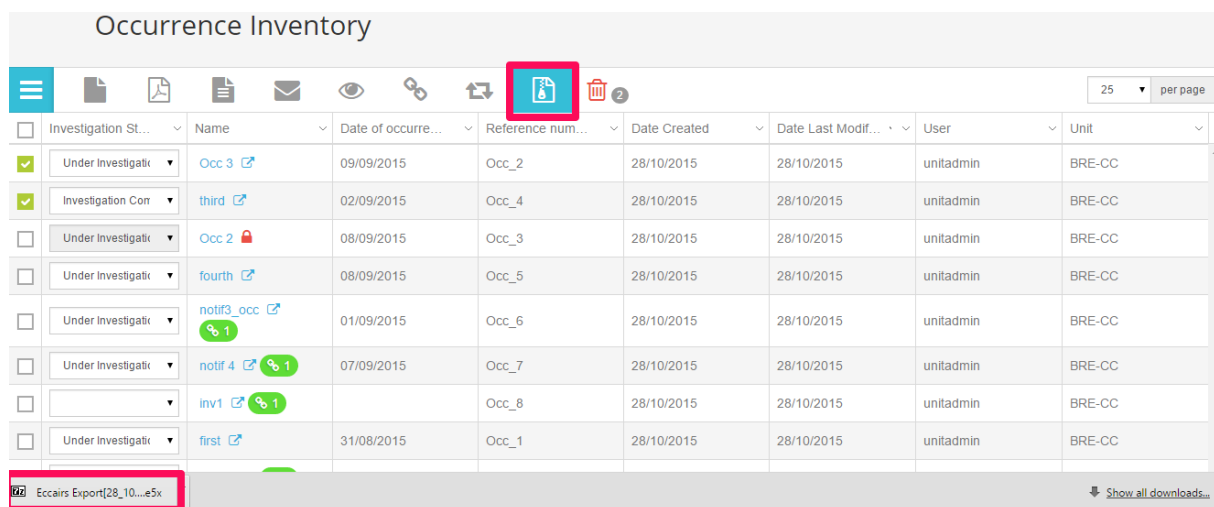 Occurrence Inventory
2
25 per page
Investigation St... Name Date of occurre... Reference num... Date Created Date Last Modif... User Unit
Under Investigatic Occ 3 09/09/2015 Occ_2 28/10/2015 28/10/2015 unitadmin BRE-CC
Investigation Com third 02/09/2015 Occ_4 28/10/2015 28/10/2015 unitadmin BRE-CC
Under Investigatic Occ 2 08/09/2015 Occ_3 28/10/2015 28/10/2015 unitadmin BRE-CC
Under Investigatic fourth 08/09/2015 Occ_5 28/10/2015 28/10/2015 unitadmin BRE-CC
Under Investigatic notif3_occ 1 01/09/2015 Occ_6 28/10/2015 28/10/2015 unitadmin BRE-CC
Under Investigatic notif 4 1 07/09/2015 Occ_7 28/10/2015 28/10/2015 unitadmin BRE-CC
inv1 1 Occ_8 28/10/2015 28/10/2015 unitadmin BRE-CC
Under Investigatic first 31/08/2015 Occ_1 28/10/2015 28/10/2015 unitadmin BRE-CC
Eccairs Export[28_10....e5x Show all downloads...